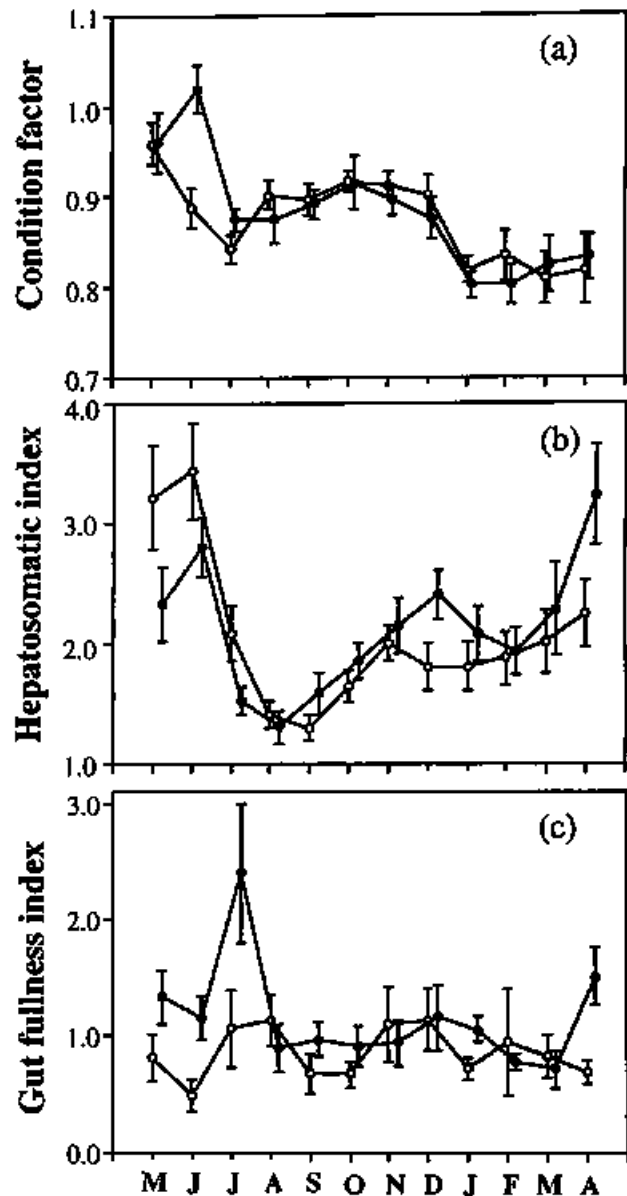 (a)
Condition factor
1.1
1.0
0.9
0.8
0.7
(b)
Hepatosomatic index
4.0
3.0
2.0
1.0
(c)
Gut fullness index
3.0
2.0
1.0
0.0
M J J A S O N D J F M A